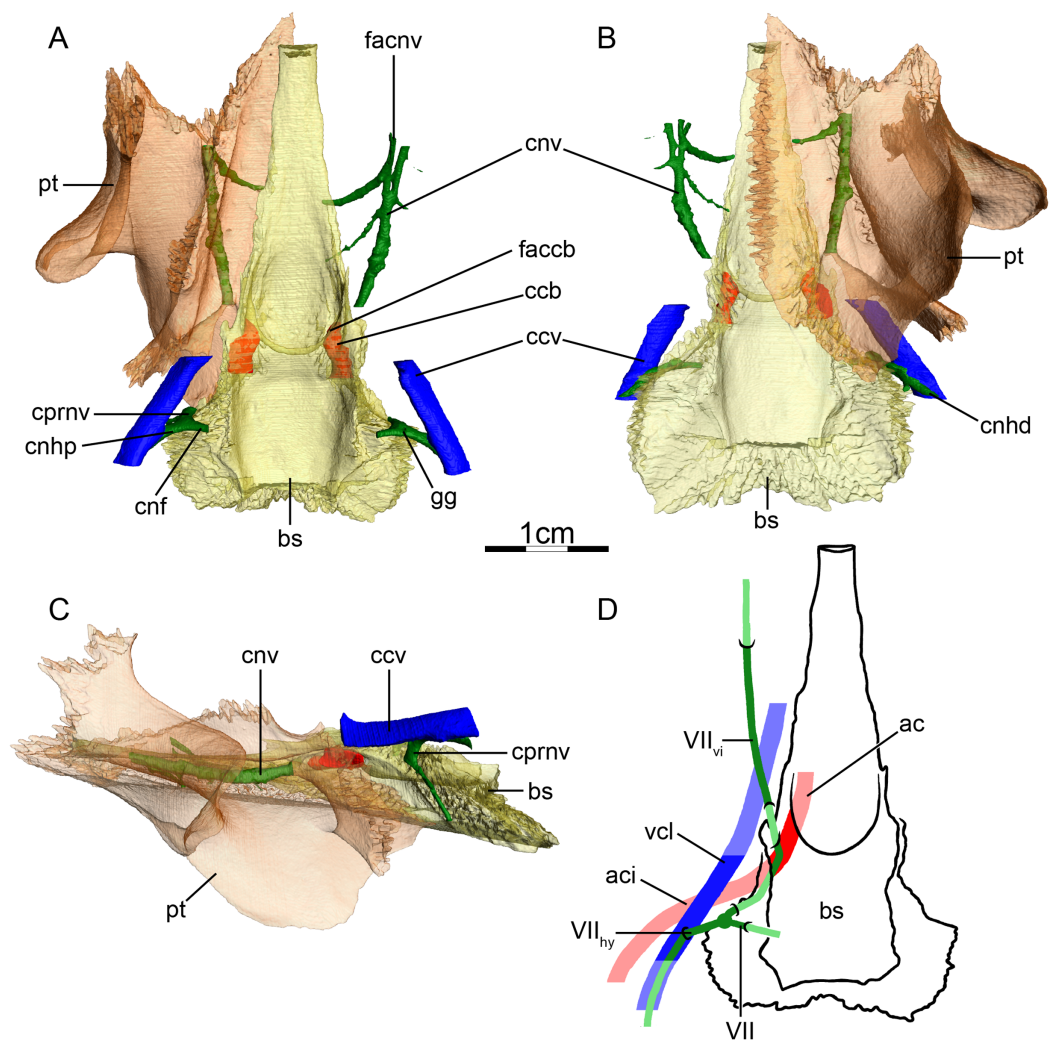 A
facnv
B
cnv
pt
faccb
ccb
pt
ccv
cprnv
cnhp
cnhd
cnf
gg
bs
bs
1cm
C
D
cnv
ccv
cprnv
ac
VIIvi
bs
vcl
aci
bs
pt
VIIhy
VII